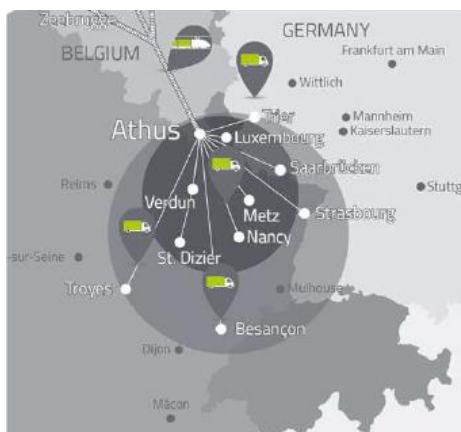 Zeebrugge
GERMANY
BELGIUM
Frankfurt am Main
Wittlich
Trier
Mannheim
Athus
Luxembourg
Kaiserslautern
Saarbrücken
Reims
Stuttg
Verdun
Metz
Strasbourg
Nancy
St. Dizier
-sur-Seine
Troyes
Mulhouse
Besançon
Dijon
Mâcon